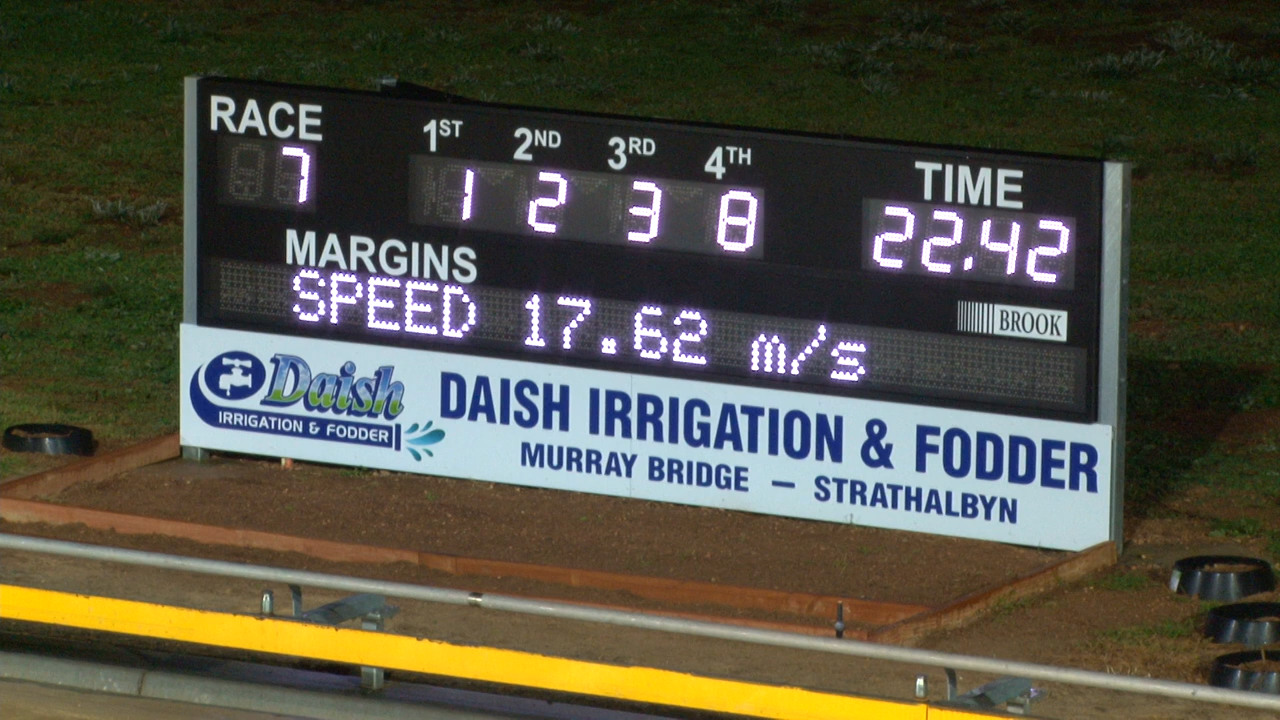 RACE 1ST 2ND 3RD 4TH TIME
7 1 2 3 8 22.42
MARGINS
SPEED 17.62 m/s
BROOK
Daish
IRRIGATION & FODDER
DAISH IRRIGATION & FODDER
MURRAY BRIDGE — STRATHALBYN